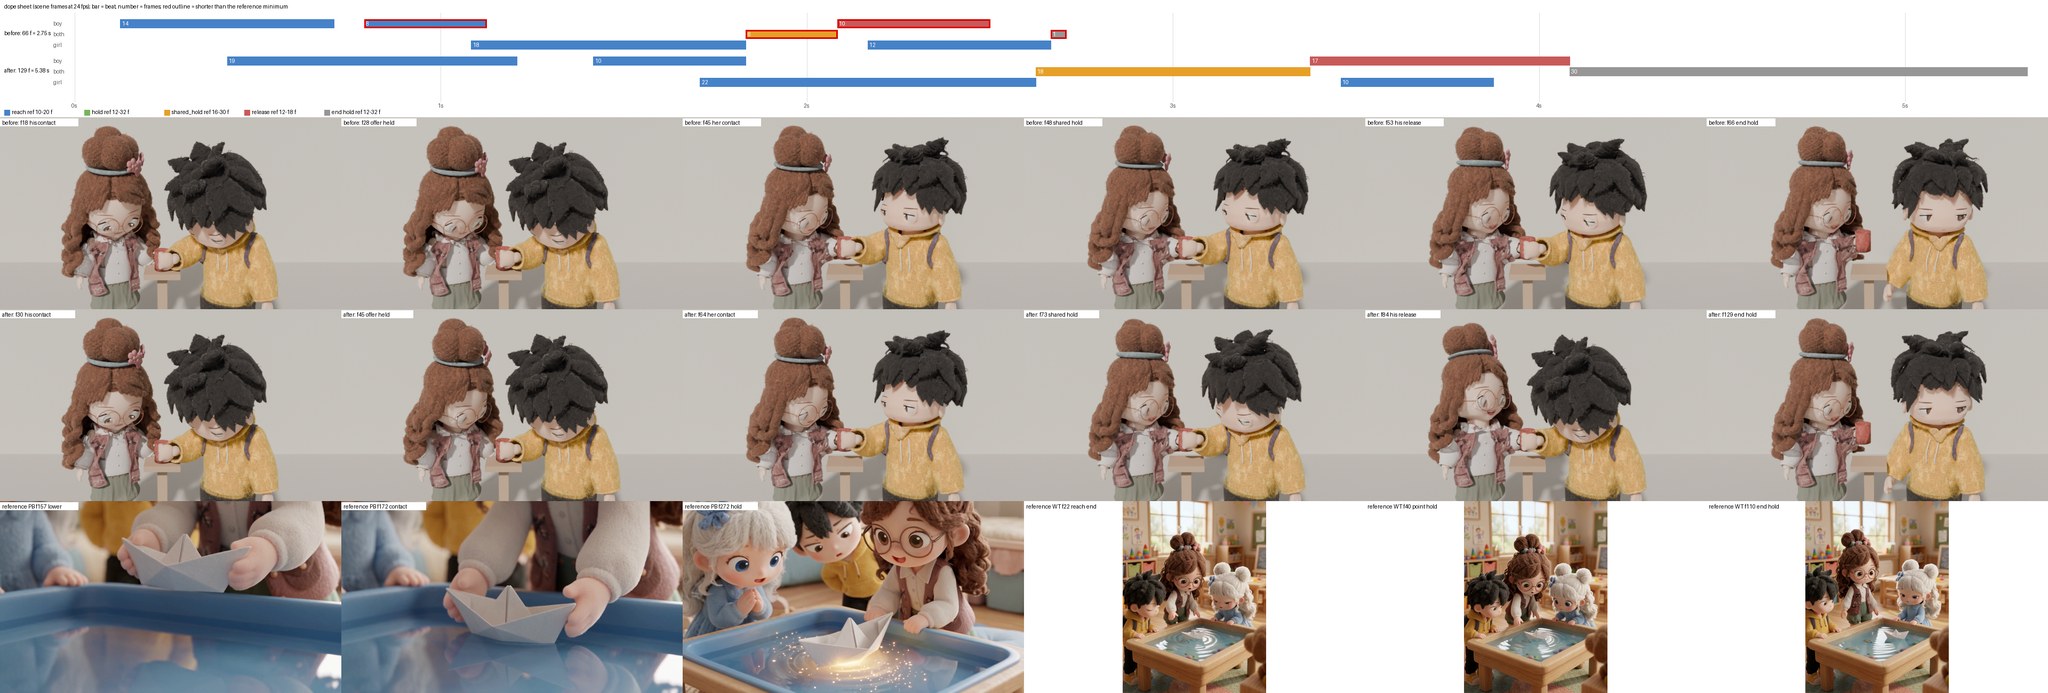 dope sheet (scene frames at 24 fps); bar = beat; number = frames; red outline = shorter than the reference minimum
boy
14
8
10
before: 66 f = 2.75 s
both
girl
18
12
boy
19
10
17
after: 129 f = 5.38 s
both
18
30
girl
22
10
0s
1s
2s
3s
4s
5s
reach ref 10-20 f
hold ref 12-32 f
shared_hold ref 16-30 f
release ref 12-18 f
end hold ref 12-32 f
before: f18 his contact
before: f28 offer held
before: f45 her contact
before: f48 shared hold
before: f53 his release
before: f66 end hold
after: f30 his contact
after: f45 offer held
after: f64 her contact
after: f73 shared hold
after: f84 his release
after: f129 end hold
reference PB f157 lower
reference PB f172 contact
reference PB f272 hold
reference WT f22 reach end
reference WT f40 point hold
reference WT f110 end hold